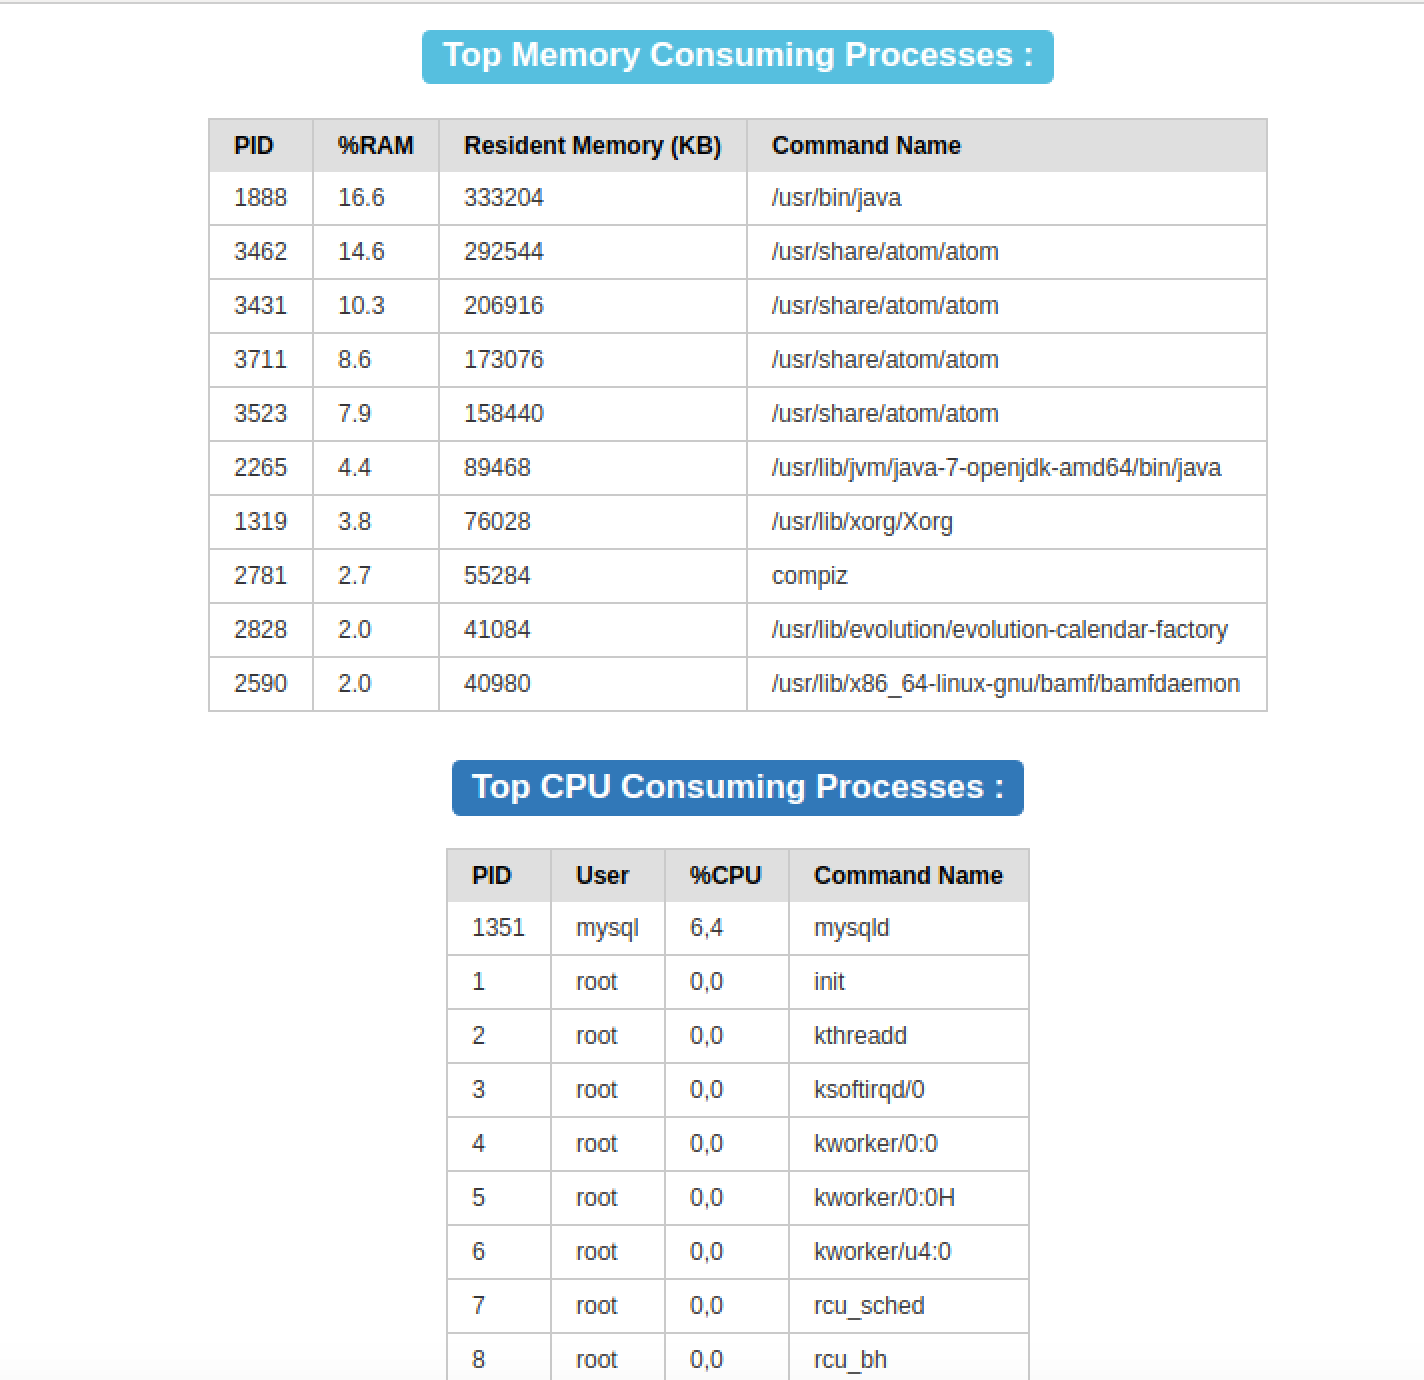 Top Memory Consuming Processes :
PID %RAM Resident Memory (KB) Command Name
1888 16.6 333204 /usr/bin/java
3462 14.6 292544 /usr/share/atom/atom
3431 10.3 206916 /usr/share/atom/atom
3711 8.6 173076 /usr/share/atom/atom
3523 7.9 158440 /usr/share/atom/atom
2265 4.4 89468 /usr/lib/jvm/java-7-openjdk-amd64/bin/java
1319 3.8 76028 /usr/lib/xorg/Xorg
2781 2.7 55284 compiz
2828 2.0 41084 /usr/lib/evolution/evolution-calendar-factory
2590 2.0 40980 /usr/lib/x86_64-linux-gnu/bamf/bamfdaemon
Top CPU Consuming Processes :
PID User %CPU Command Name
1351 mysql 6,4 mysqld
1 root 0,0 init
2 root 0,0 kthreadd
3 root 0,0 ksoftirqd/0
4 root 0,0 kworker/0:0
5 root 0,0 kworker/0:0H
6 root 0,0 kworker/u4:0
7 root 0,0 rcu_sched
8 root 0,0 rcu_bh